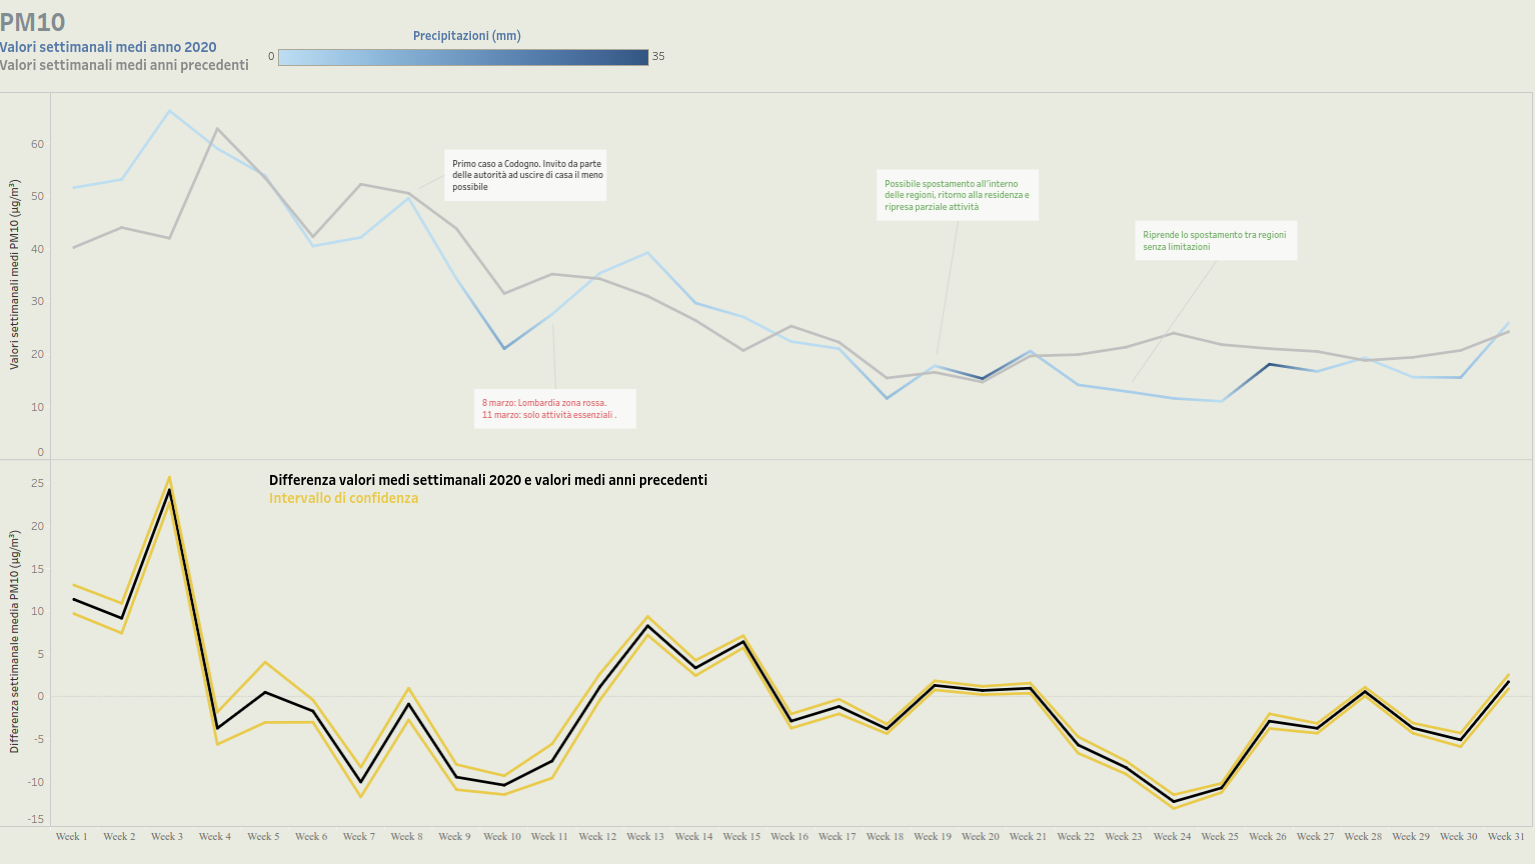 PM10
Valori settimanali medi anno 2020
Valori settimanali medi anni precedenti
Precipitazioni (mm)
0
35
Valori settimanali medi PM10 (µg/m³)
60
50
40
30
20
10
0
Primo caso a Codogno. Invito da parte
delle autorità ad uscire di casa il meno
possibile
Possibile spostamento all'interno
delle regioni, ritorno alla residenza e
ripresa parziale attività
Riprende lo spostamento tra regioni
senza limitazioni
8 marzo: Lombardia zona rossa.
11 marzo: solo attività essenziali .
Differenza valori medi settimanali 2020 e valori medi anni precedenti
Intervallo di confidenza
Differenza settimanale media PM10 (µg/m³)
25
20
15
10
5
0
-5
-10
-15
Week 1
Week 2
Week 3
Week 4
Week 5
Week 6
Week 7
Week 8
Week 9
Week 10
Week 11
Week 12
Week 13
Week 14
Week 15
Week 16
Week 17
Week 18
Week 19
Week 20
Week 21
Week 22
Week 23
Week 24
Week 25
Week 26
Week 27
Week 28
Week 29
Week 30
Week 31